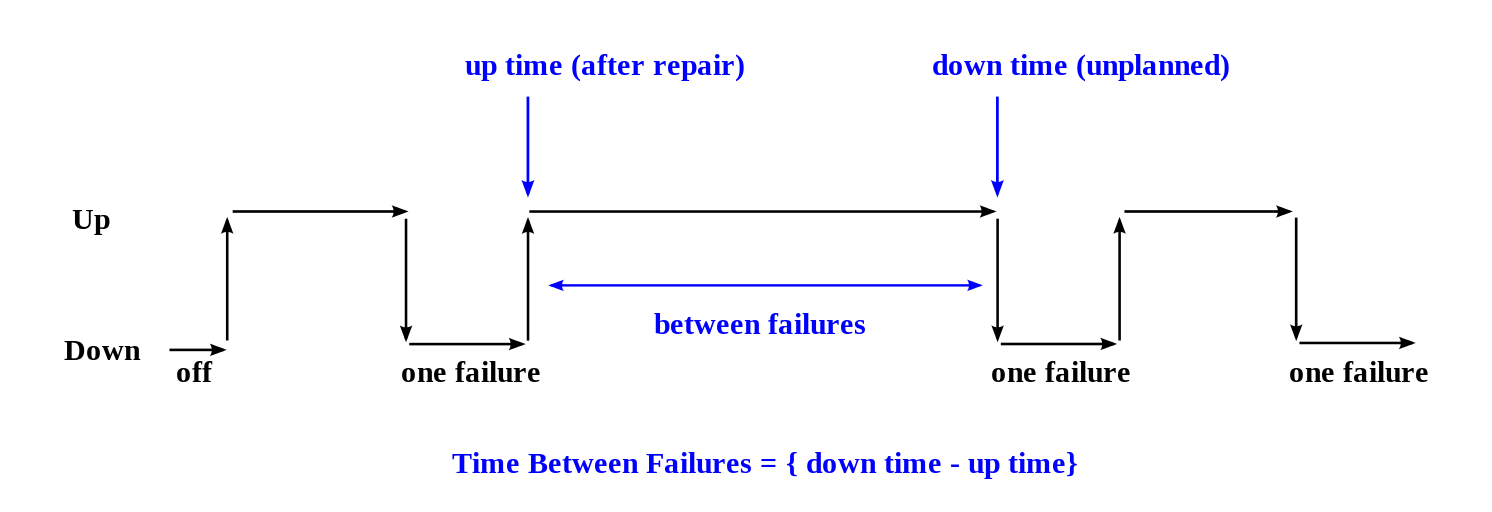 up time (after repair)
down time (unplanned)
Up
between failures
Down
off
one failure
one failure
one failure
Time Between Failures = { down time - up time}